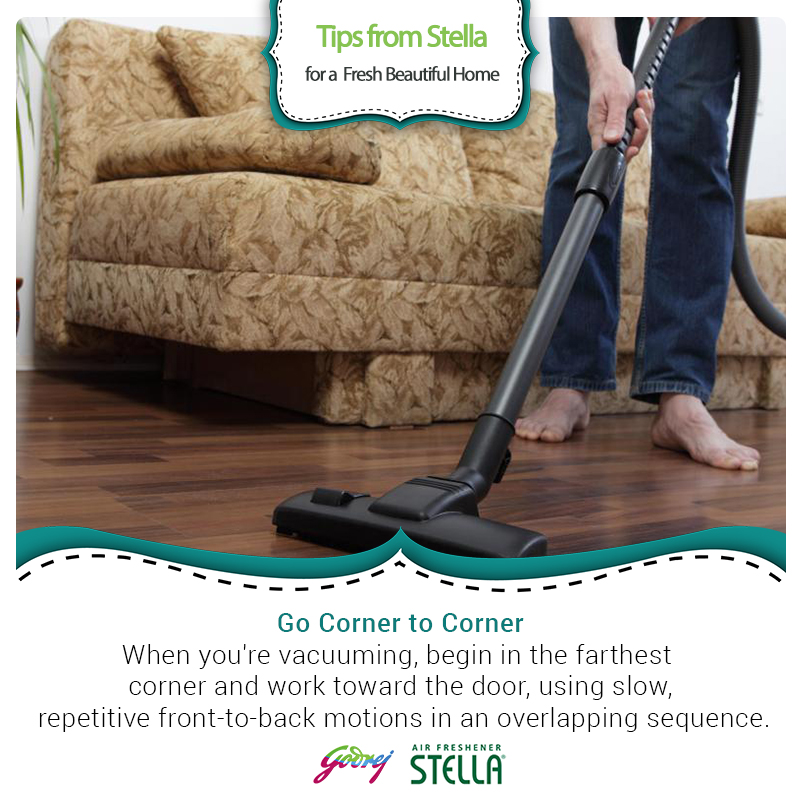 Tips from Stella
for a Fresh Beautiful Home
Go Corner to Corner
When you're vacuuming, begin in the farthest
corner and work toward the door, using slow,
repetitive front-to-back motions in an overlapping sequence.
Godrej
AIR FRESHENER
STELLA